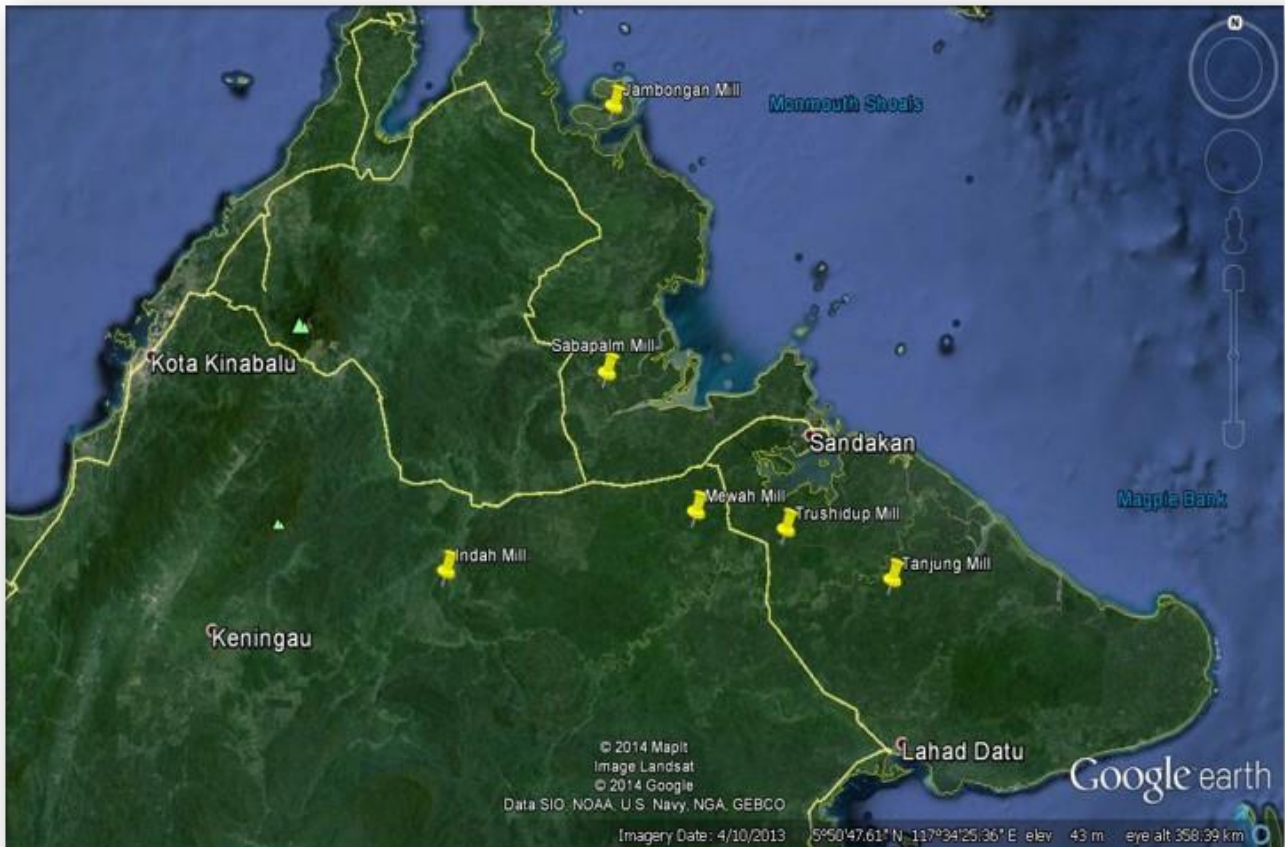 N
Jambongan Mill
Monmouth Shoals
Sabapalm Mill
Kota Kinabalu
Sandakan
Mewah Mill
Magpie Bank
Trushidup Mill
Indah Mill
Tanjung Mill
Keningau
© 2014 MapIt
Image Landsat
© 2014 Google
Data SIO, NOAA, U.S. Navy, NGA, GEBCO
Lahad Datu
Google earth
Imagery Date: 4/10/2013 5°50'47.61" N 117°34'25.36" E elev 43 m eye alt 358.39 km